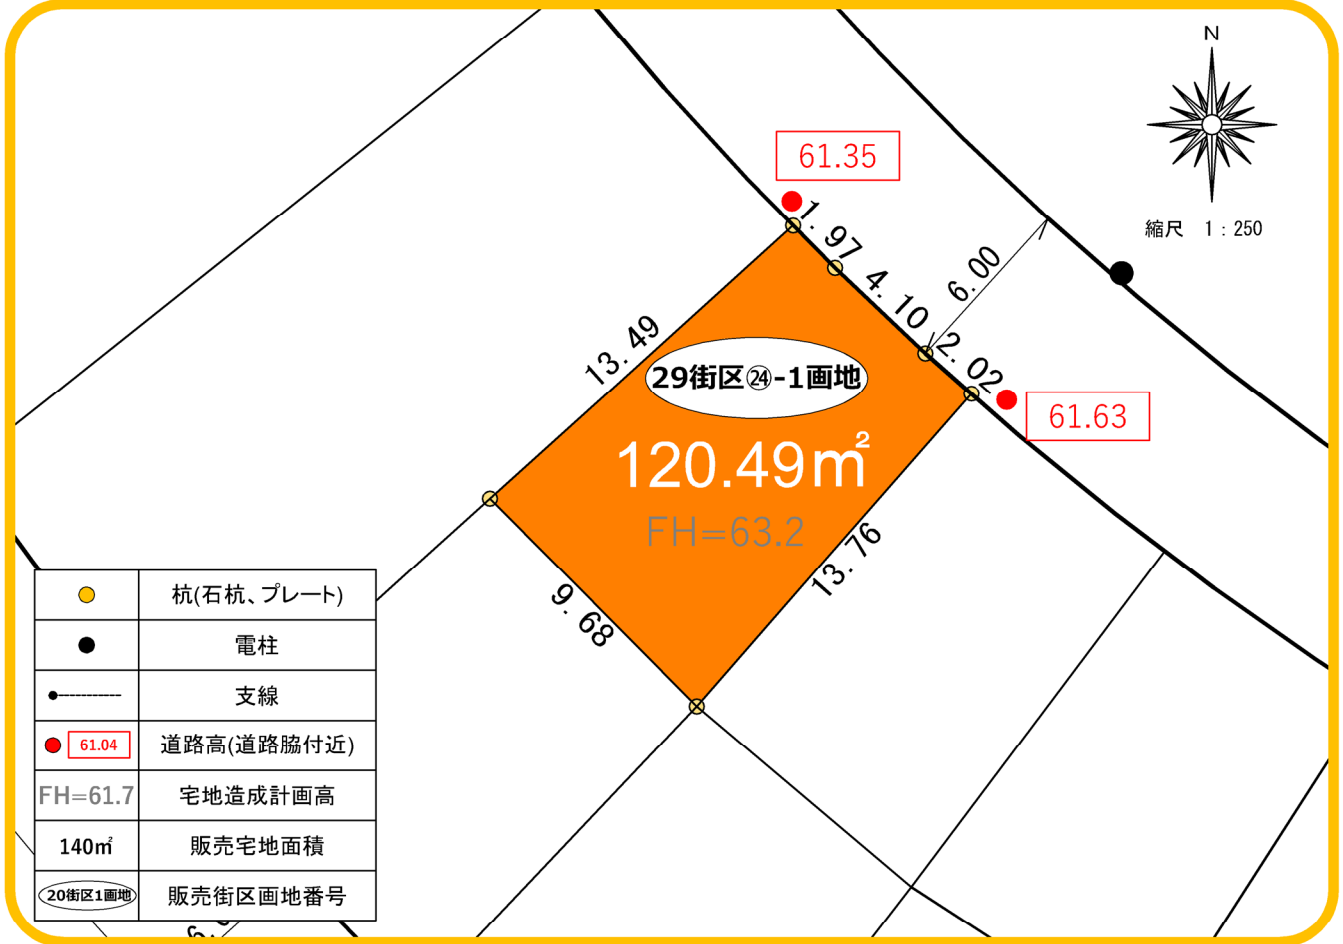 N
縮尺 1:250
61.35
1.97
4.10
6.00
2.02
61.63
13.49
29街区㉔-1画地
120.49㎡
FH=63.2
13.76
9.68
杭(石杭、プレート)
電柱
支線
61.04 道路高(道路脇付近)
FH=61.7 宅地造成計画高
140㎡ 販売宅地面積
20街区1画地 販売街区画地番号